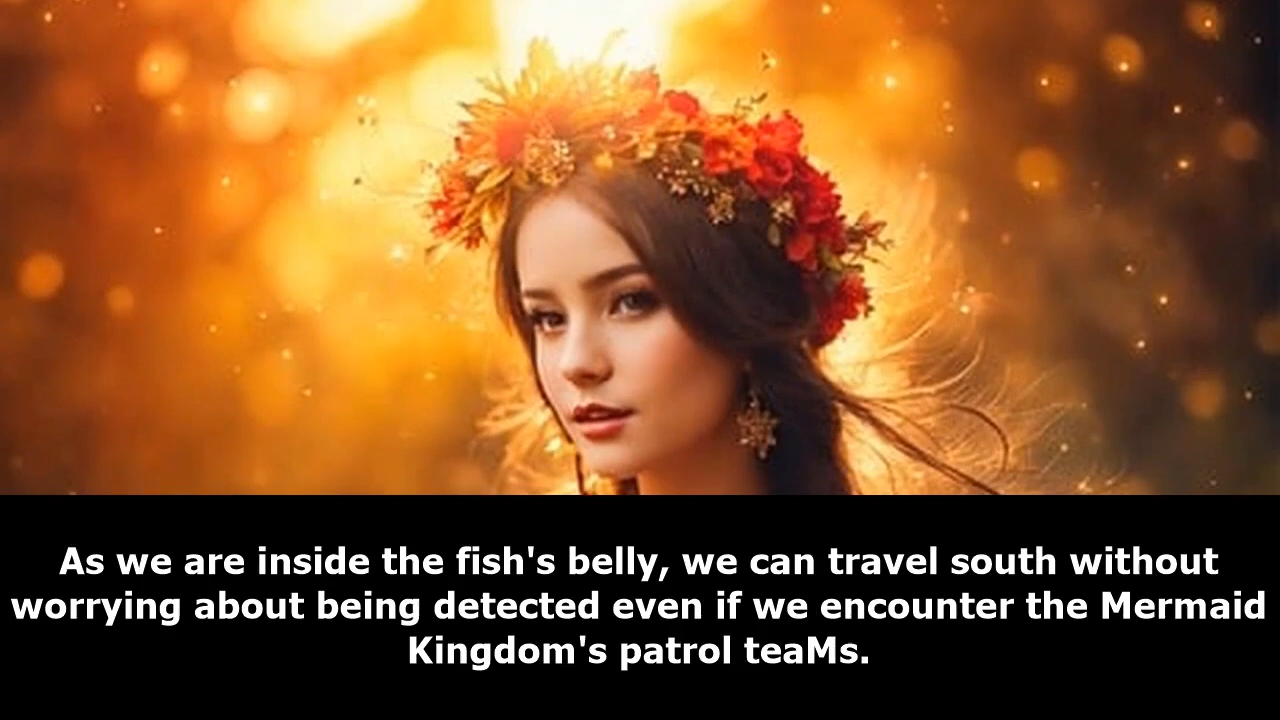 As we are inside the fish's belly, we can travel south without
worrying about being detected even if we encounter the Mermaid
Kingdom's patrol teaMs.